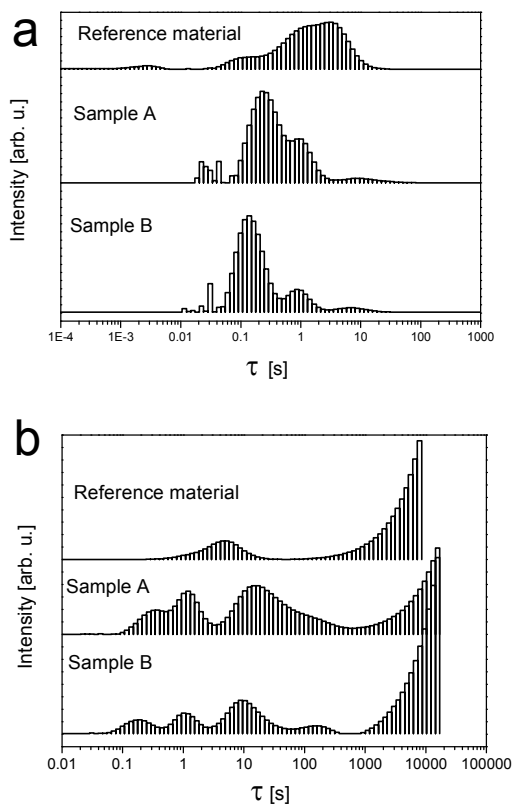 a
Reference material
Sample A
Sample B
Intensity [arb. u.]
1E-4 1E-3 0.01 0.1 1 10 100 1000
τ [s]
b
Reference material
Sample A
Sample B
Intensity [arb. u.]
0.01 0.1 1 10 100 1000 10000 100000
τ [s]